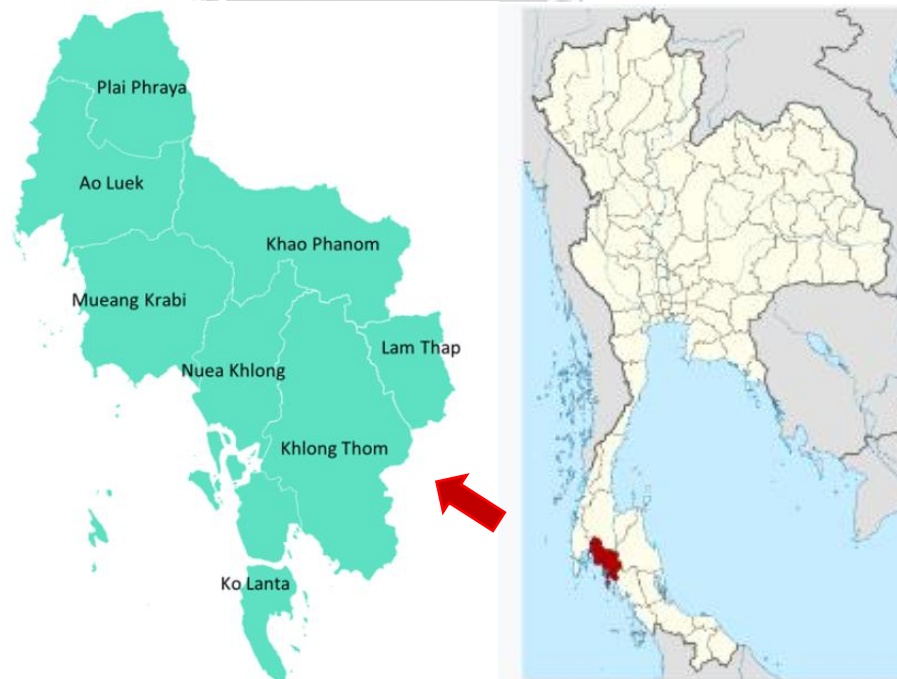 Plai Phraya
Ao Luek
Khao Phanom
Mueang Krabi
Lam Thap
Nuea Khlong
Khlong Thom
Ko Lanta